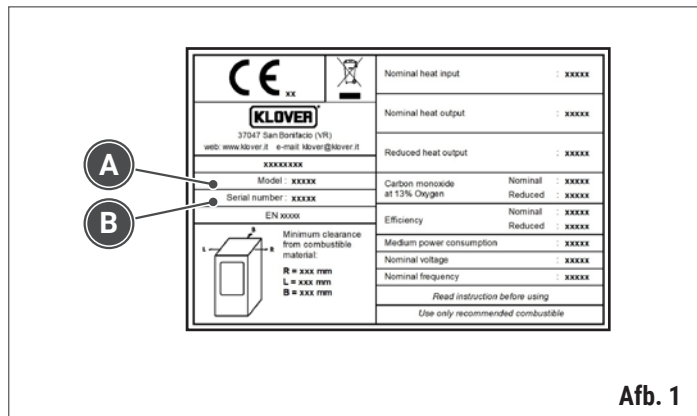 CE xx
KLOVER
37047 San Bonifacio (VR)
web: www.klover.it e-mail: klover@klover.it
xxxxxxxx
A
Model : xxxxx
B
Serial number : xxxxx
EN xxxxx
B
L
R
Minimum clearance
from combustible
material:
R = xxx mm
L = xxx mm
B = xxx mm
Nominal heat input : xxxxx
Nominal heat output : xxxxx
Reduced heat output : xxxxx
Carbon monoxide Nominal : xxxxx
at 13% Oxygen Reduced : xxxxx
Efficiency Nominal : xxxxx
Reduced : xxxxx
Medium power consumption : xxxxx
Nominal voltage : xxxxx
Nominal frequency : xxxxx
Read instruction before using
Use only recommended combustible
Afb. 1